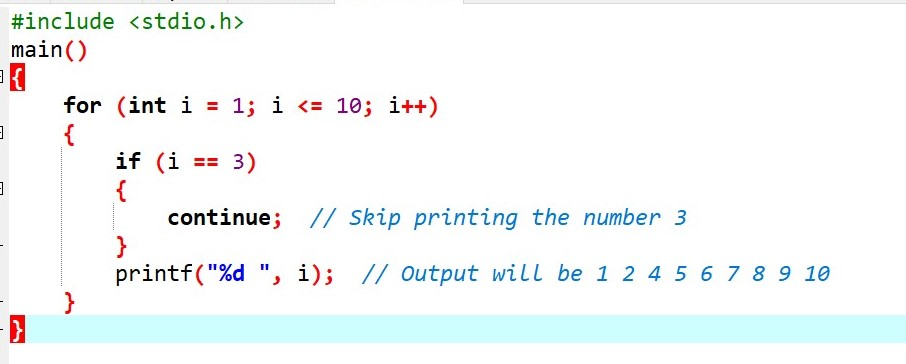 #include <stdio.h>
main()
{
    for (int i = 1; i <= 10; i++)
    {
        if (i == 3)
        {
            continue;  // Skip printing the number 3
        }
        printf("%d ", i);  // Output will be 1 2 4 5 6 7 8 9 10
    }
}